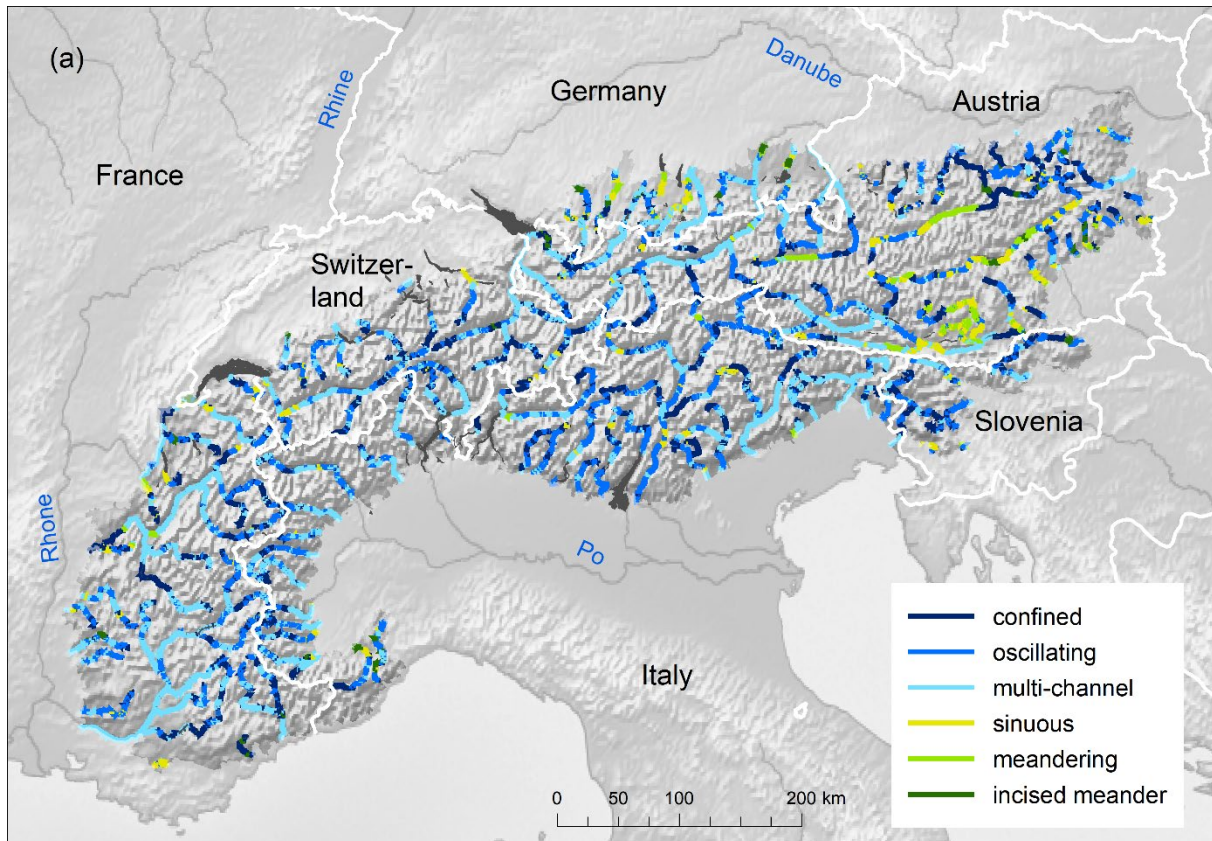 (a)
Germany
Danube
Austria
Rhine
France
Switzer-
land
Slovenia
Rhone
Po
Italy
confined
oscillating
multi-channel
sinuous
meandering
incised meander
0 50 100 200 km